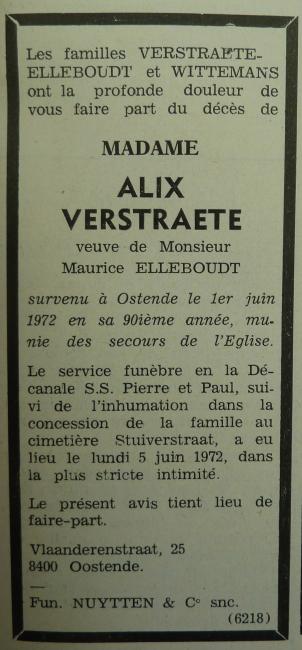 Les familles VERSTRAETE-
ELLEBOUDT et WITTEMANS
ont la profonde douleur de
vous faire part du décès de
MADAME
ALIX
VERSTRAETE
veuve de Monsieur
Maurice ELLEBOUDT
survenu à Ostende le 1er juin
1972 en sa 90ième année, mu-
nie des secours de l'Eglise.
Le service funèbre en la Dé-
canale S.S. Pierre et Paul, sui-
vi de l'inhumation dans la
concession de la famille au
cimetière Stuiverstraat, a eu
lieu le lundi 5 juin 1972, dans
la plus stricte intimité.
Le présent avis tient lieu de
faire-part.
Vlaanderenstraat, 25
8400 Oostende.
—
Fun. NUYTTEN & C° snc.
(6218)